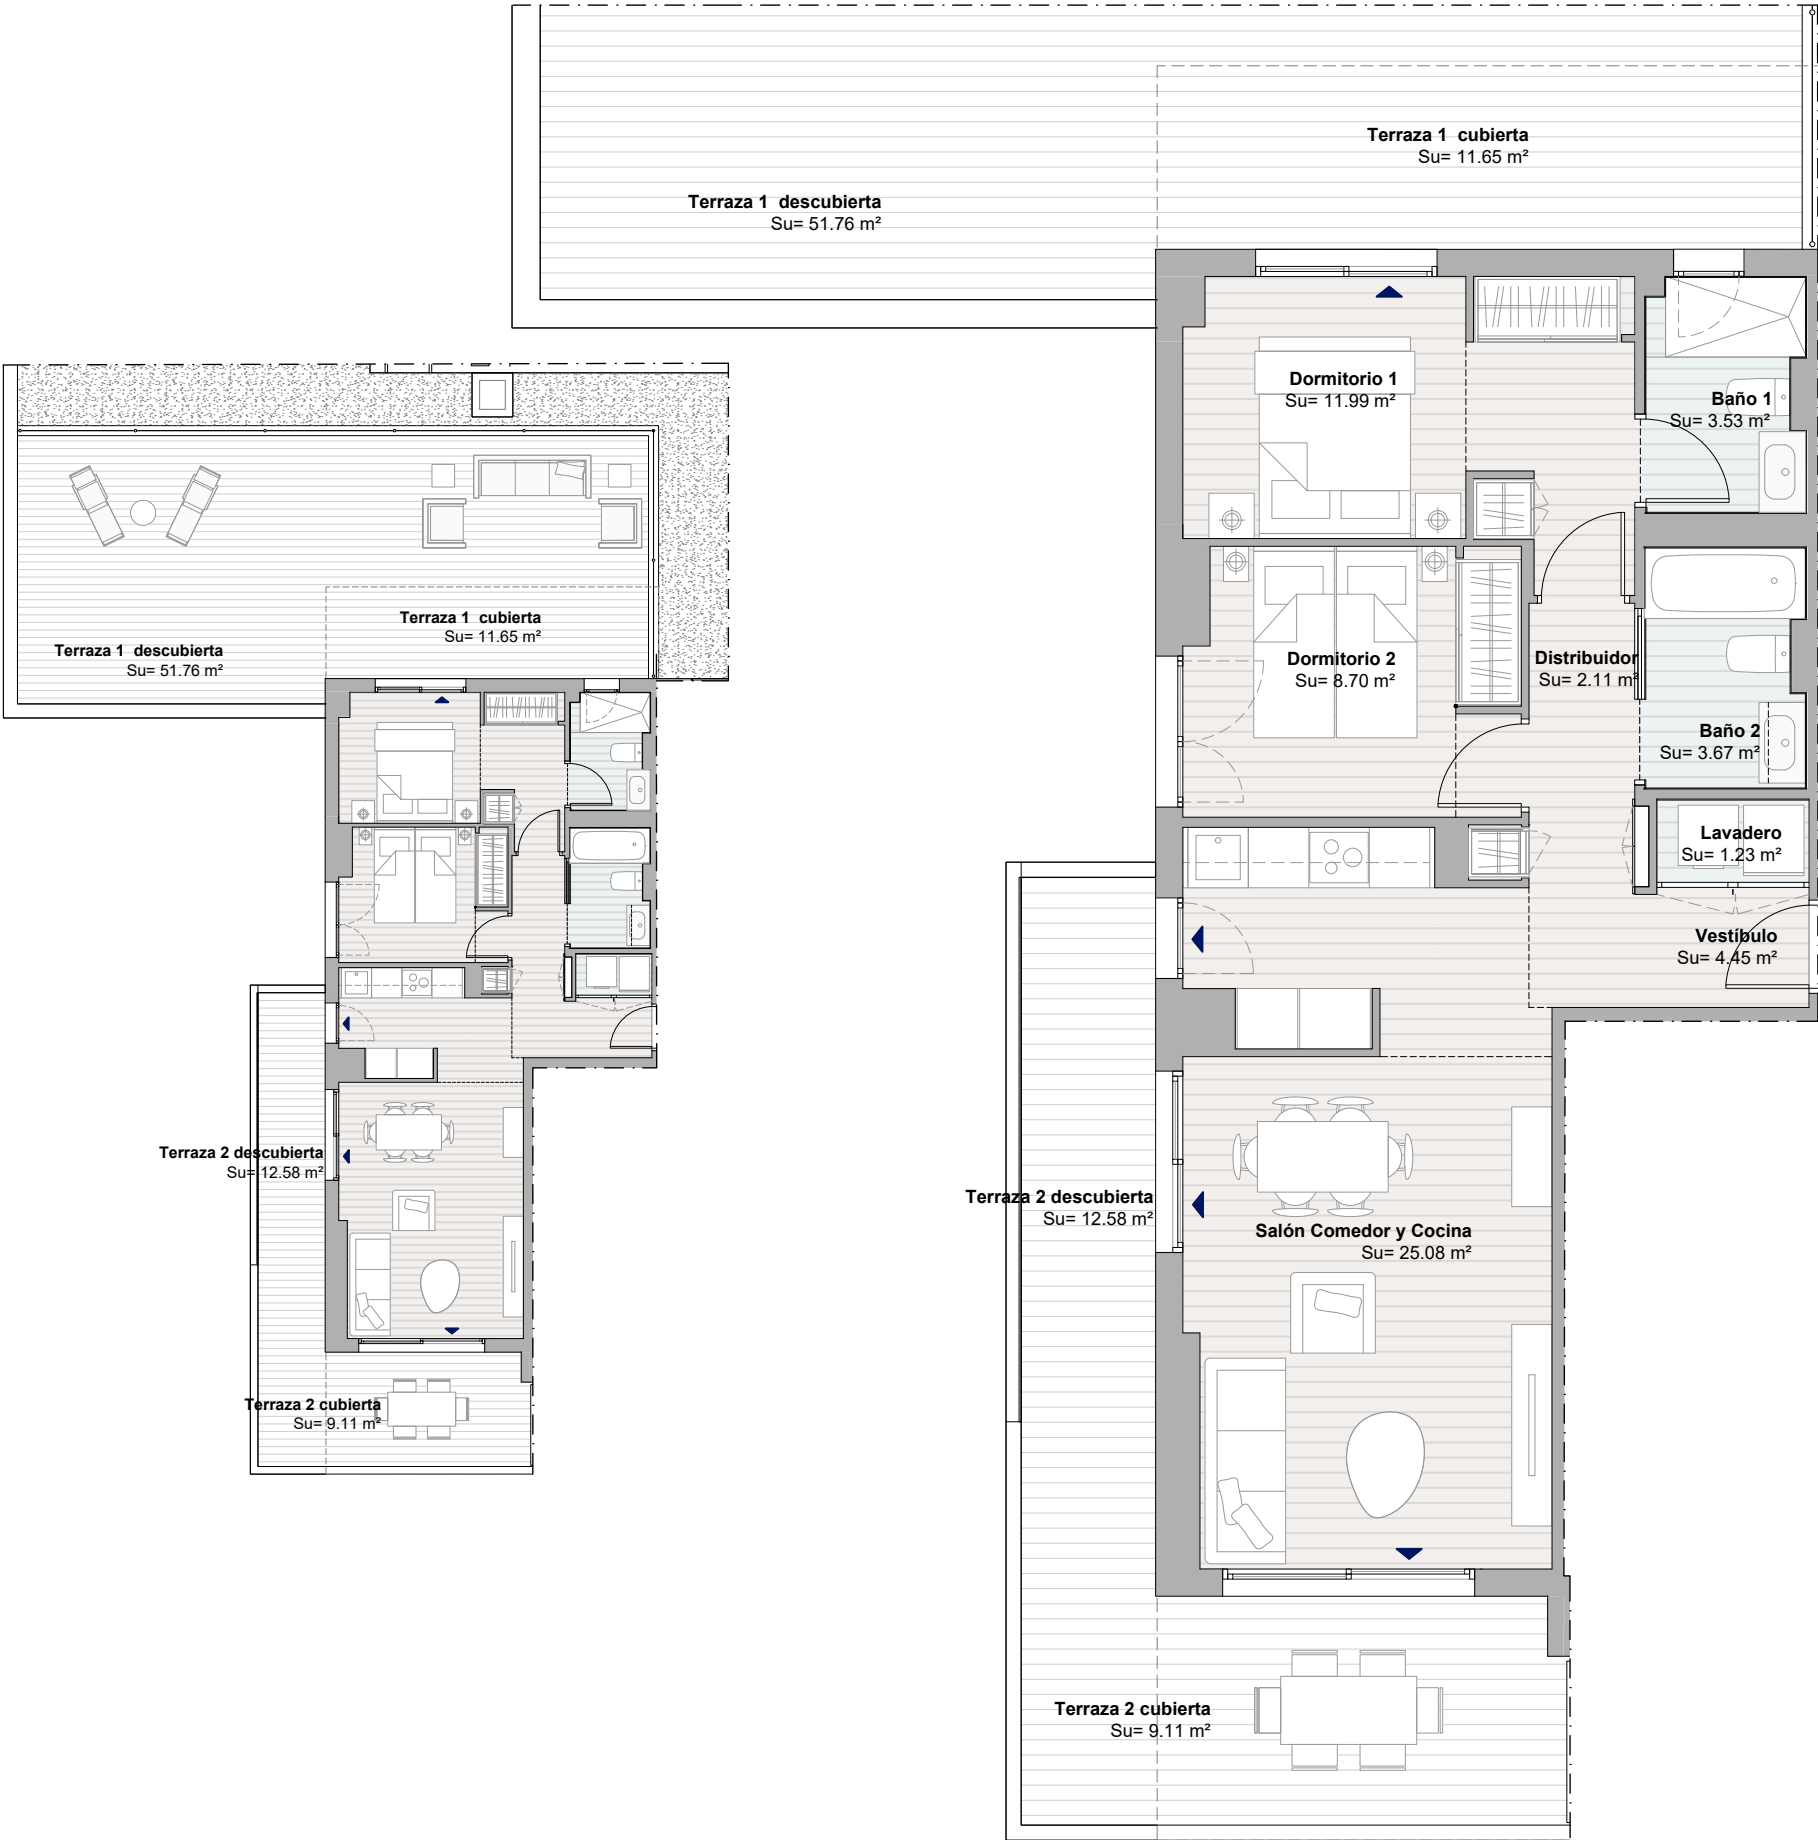 Terraza 1 cubierta
Su= 11.65 m²
Terraza 1 descubierta
Su= 51.76 m²
Dormitorio 1
Su= 11.99 m²
Baño 1
Su= 3.53 m²
Terraza 1 cubierta
Su= 11.65 m²
Terraza 1 descubierta
Su= 51.76 m²
Dormitorio 2
Su= 8.70 m²
Distribuidor
Su= 2.11 m²
Baño 2
Su= 3.67 m²
Lavadero
Su= 1.23 m²
Vestíbulo
Su= 4.45 m²
Terraza 2 descubierta
Su= 12.58 m²
Terraza 2 descubierta
Su= 12.58 m²
Salón Comedor y Cocina
Su= 25.08 m²
Terraza 2 cubierta
Su= 9.11 m²
Terraza 2 cubierta
Su= 9.11 m²